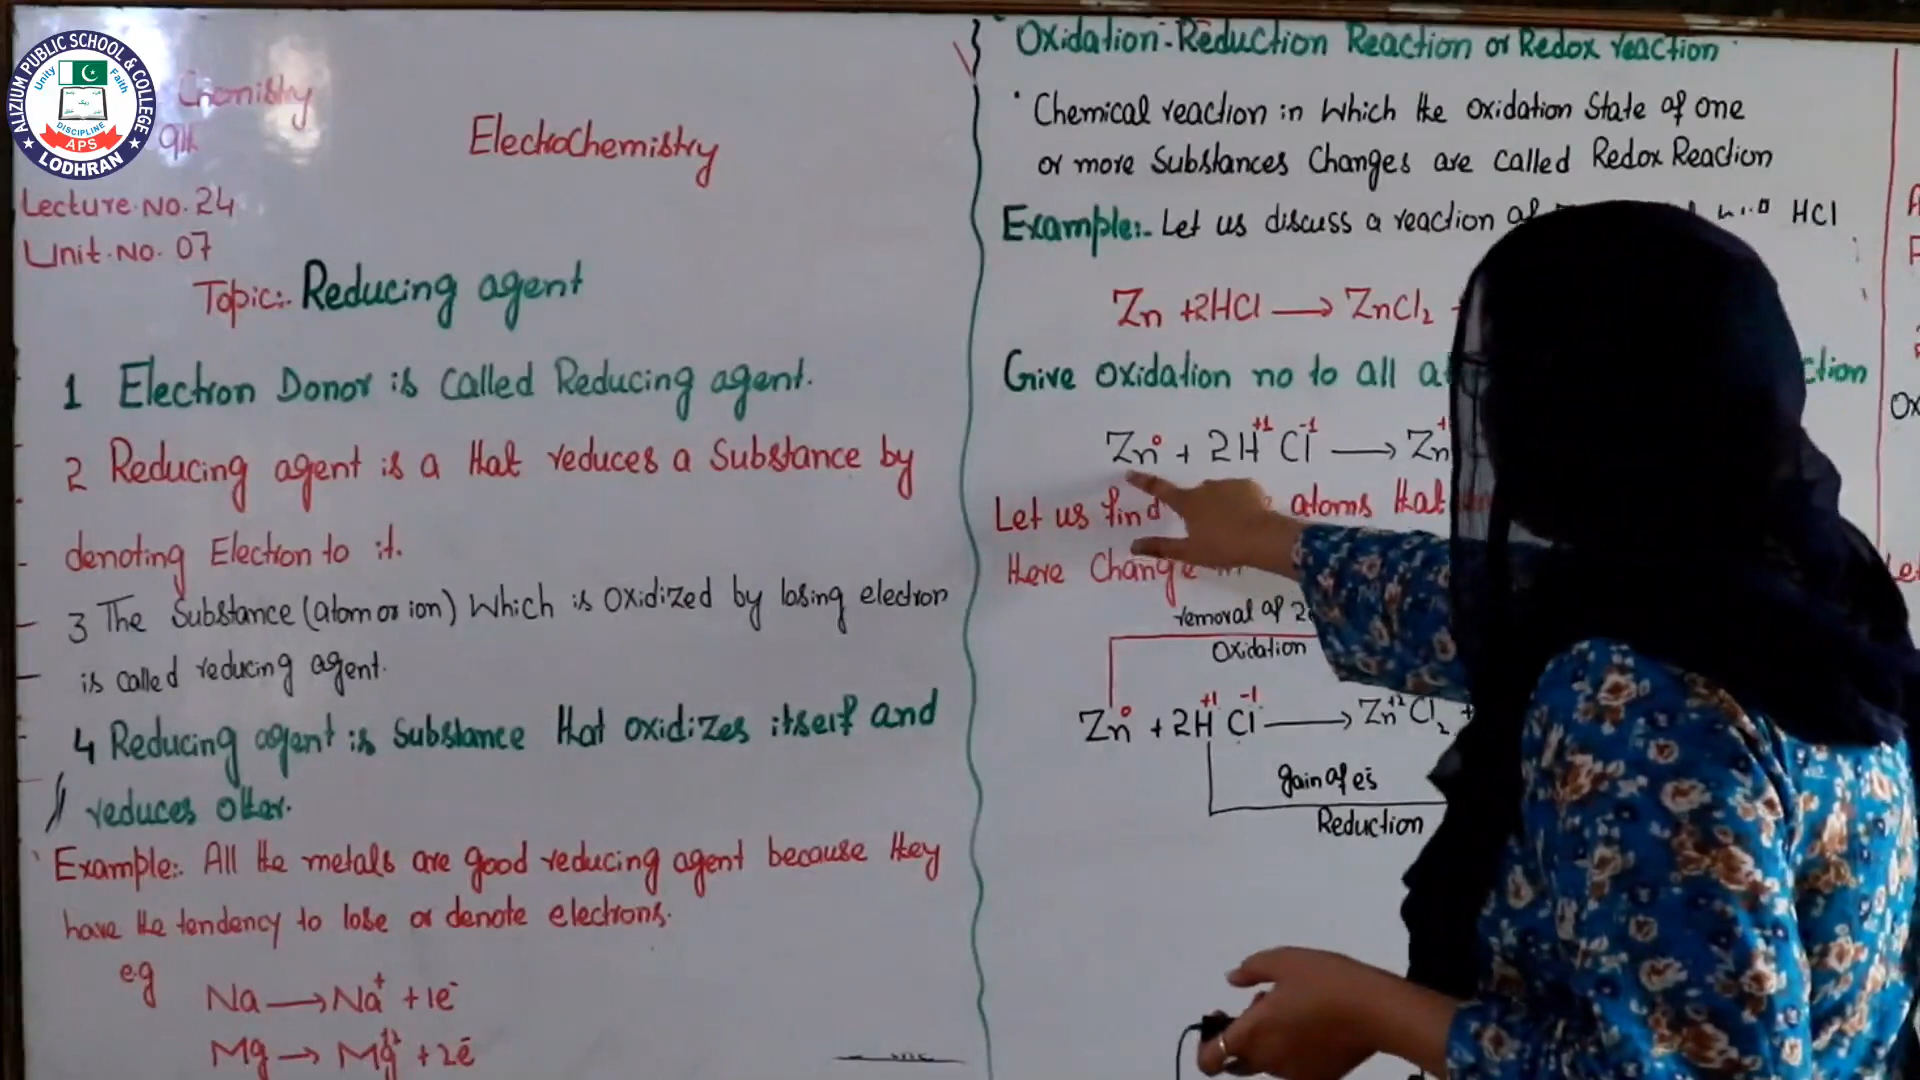 ALIZIUM PUBLIC SCHOOL & COLLEGE
Unity
Faith
DISCIPLINE
APS
LODHRAN
Chemistry
9th
Lecture.No.24
Unit.No.07
ElectroChemistry
Topic:. Reducing agent
1 Electron Donor is Called Reducing agent.
2 Reducing agent is a that reduces a Substance by
denoting Electron to it.
3 The Substance (atom or ion) Which is oxidized by losing electron
is Called reducing agent.
4 Reducing agent is Substance that oxidizes itself and
reduces other.
Example:. All the metals are good reducing agent because they
have the tendency to lose or denote electrons.
e.g
Na → Na⁺ + 1e⁻
Mg → Mg⁺² + 2e⁻
Oxidation-Reduction Reaction or Redox reaction
Chemical reaction in which the oxidation State of one
or more Substances Changes are Called Redox Reaction
Example:. Let us discuss a reaction of HCl
Zn + 2HCl → ZnCl₂ +
Give oxidation no to all
Zn⁰ + 2H⁺¹Cl⁻¹ → Zn
Let us find atoms that
there Change
removal of
Oxidation
Zn⁰ + 2H⁺¹Cl⁻¹ → Zn⁺²Cl₂ +
gain of es⁻
Reduction